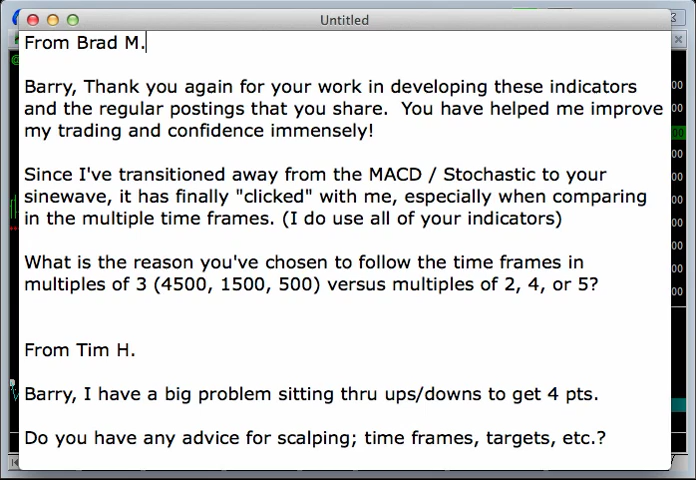 Untitled
From Brad M.
Barry, Thank you again for your work in developing these indicators
and the regular postings that you share.  You have helped me improve
my trading and confidence immensely!
Since I've transitioned away from the MACD / Stochastic to your
sinewave, it has finally "clicked" with me, especially when comparing
in the multiple time frames. (I do use all of your indicators)
What is the reason you've chosen to follow the time frames in
multiples of 3 (4500, 1500, 500) versus multiples of 2, 4, or 5?
From Tim H.
Barry, I have a big problem sitting thru ups/downs to get 4 pts.
Do you have any advice for scalping; time frames, targets, etc.?